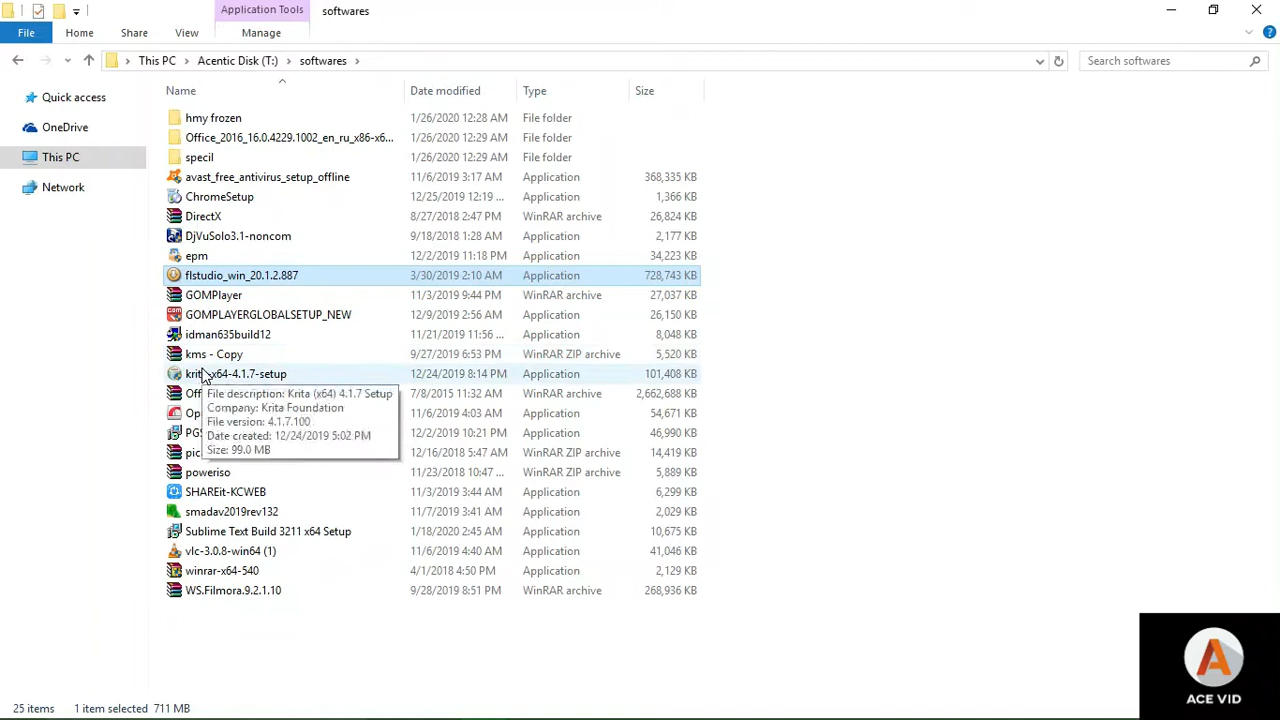 Application Tools
softwares
File
Home
Share
View
Manage
This PC
Acentic Disk (T:)
softwares
Search softwares
Name
Date modified
Type
Size
Quick access
OneDrive
This PC
Network
hmy frozen 1/26/2020 12:28 AM File folder
Office_2016_16.0.4229.1002_en_ru_x86-x6... 1/26/2020 12:29 AM File folder
specil 1/26/2020 12:29 AM File folder
avast_free_antivirus_setup_offline 11/6/2019 3:17 AM Application 368,335 KB
ChromeSetup 12/25/2019 12:19 ... Application 1,366 KB
DirectX 8/27/2018 2:47 PM WinRAR archive 26,824 KB
DjVuSolo3.1-noncom 9/18/2018 1:28 AM Application 2,177 KB
epm 12/2/2019 11:18 PM Application 34,223 KB
flstudio_win_20.1.2.887 3/30/2019 2:10 AM Application 728,743 KB
GOMPlayer 11/3/2019 9:44 PM WinRAR archive 27,037 KB
GOMPLAYERGLOBALSETUP_NEW 12/9/2019 2:56 AM Application 26,150 KB
idman635build12 11/21/2019 11:56 ... Application 8,048 KB
kms - Copy 9/27/2019 6:53 PM WinRAR ZIP archive 5,520 KB
krit x64-4.1.7-setup 12/24/2019 8:14 PM Application 101,408 KB
Off 7/8/2015 11:32 AM WinRAR archive 2,662,688 KB
Op 11/6/2019 4:03 AM Application 54,671 KB
PGS 12/2/2019 10:21 PM Application 46,990 KB
pic 12/16/2018 5:47 AM WinRAR ZIP archive 14,419 KB
File description: Krita (x64) 4.1.7 Setup
Company: Krita Foundation
File version: 4.1.7.100
Date created: 12/24/2019 5:02 PM
Size: 99.0 MB
poweriso 11/23/2018 10:47 ... WinRAR ZIP archive 5,889 KB
SHAREit-KCWEB 11/3/2019 3:44 AM Application 6,299 KB
smadav2019rev132 11/7/2019 3:41 AM Application 2,029 KB
Sublime Text Build 3211 x64 Setup 1/18/2020 2:45 AM Application 10,675 KB
vlc-3.0.8-win64 (1) 11/6/2019 4:40 AM Application 41,046 KB
winrar-x64-540 4/1/2018 4:50 PM Application 2,129 KB
WS.Filmora.9.2.1.10 9/28/2019 8:51 PM WinRAR archive 268,936 KB
25 items
1 item selected 711 MB
ACE VID